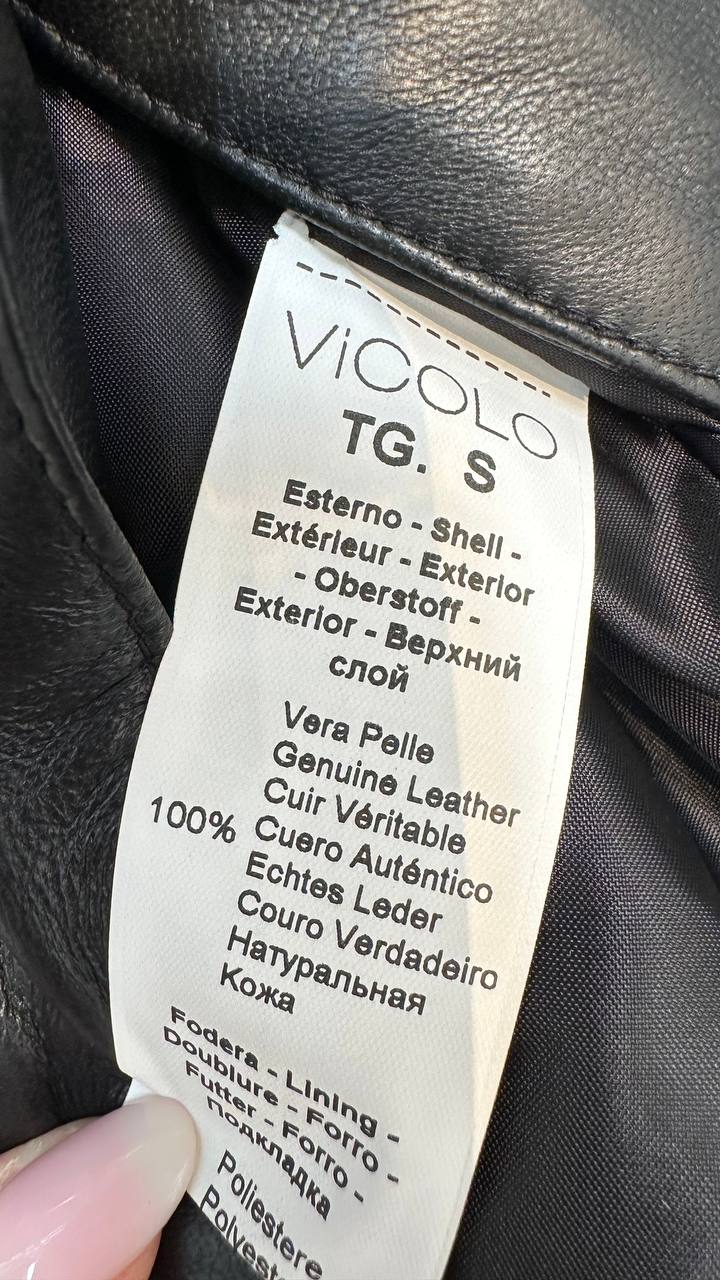 ViCOLO
TG. S
Esterno - Shell -
Extérieur - Exterior
- Oberstoff -
Exterior - Верхний
слой
Vera Pelle
Genuine Leather
Cuir Véritable
100% Cuero Auténtico
Echtes Leder
Couro Verdadeiro
Натуральная
Кожа
Fodera - Lining -
Doublure - Forro -
Futter - Forro -
Подкладка
Poliestere